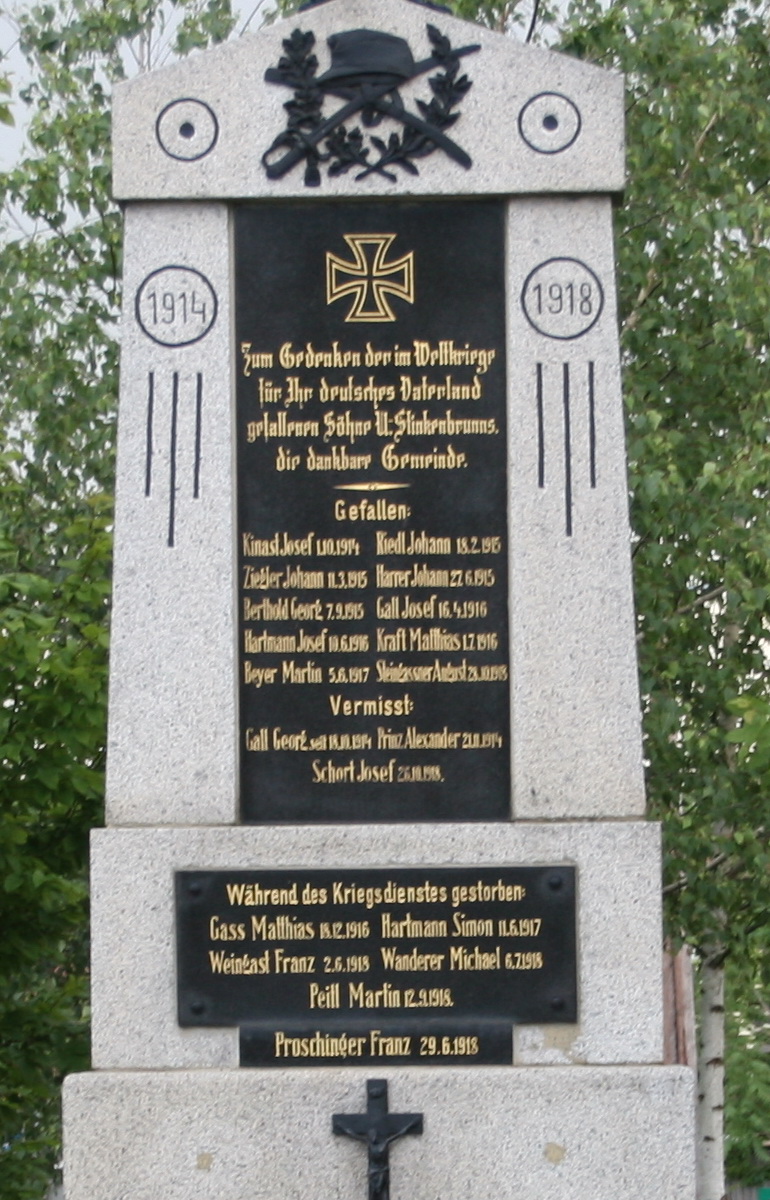 1914
1918
Zum Gedenken der im Weltkriege
für Ihr deutsches Vaterland
gefallenen Söhne U:Stinkenbrunns.
die dankbare Gemeinde.
Gefallen:
Kinast Josef 1.10.1914 Riedl Johann 18.2.1915
Ziegler Johann 11.3.1915 Harrer Johann 27.6.1915
Berthold Georg 7.9.1915 Gall Josef 16.4.1916
Hartmann Josef 10.6.1916 Kraft Matthias 1.7.1916
Beyer Martin 5.6.1917 Steingassner August 28.10.1918
Vermisst:
Gall Georg seit 18.10.1914 Prinz Alexander 21.11.1914
Schort Josef 26.10.1918.
Während des Kriegsdienstes gestorben:
Gass Matthias 18.12.1916 Hartmann Simon 11.6.1917
Weingast Franz 2.6.1918 Wanderer Michael 6.7.1918
Peill Martin 12.9.1918.
Proschinger Franz 29.6.1918